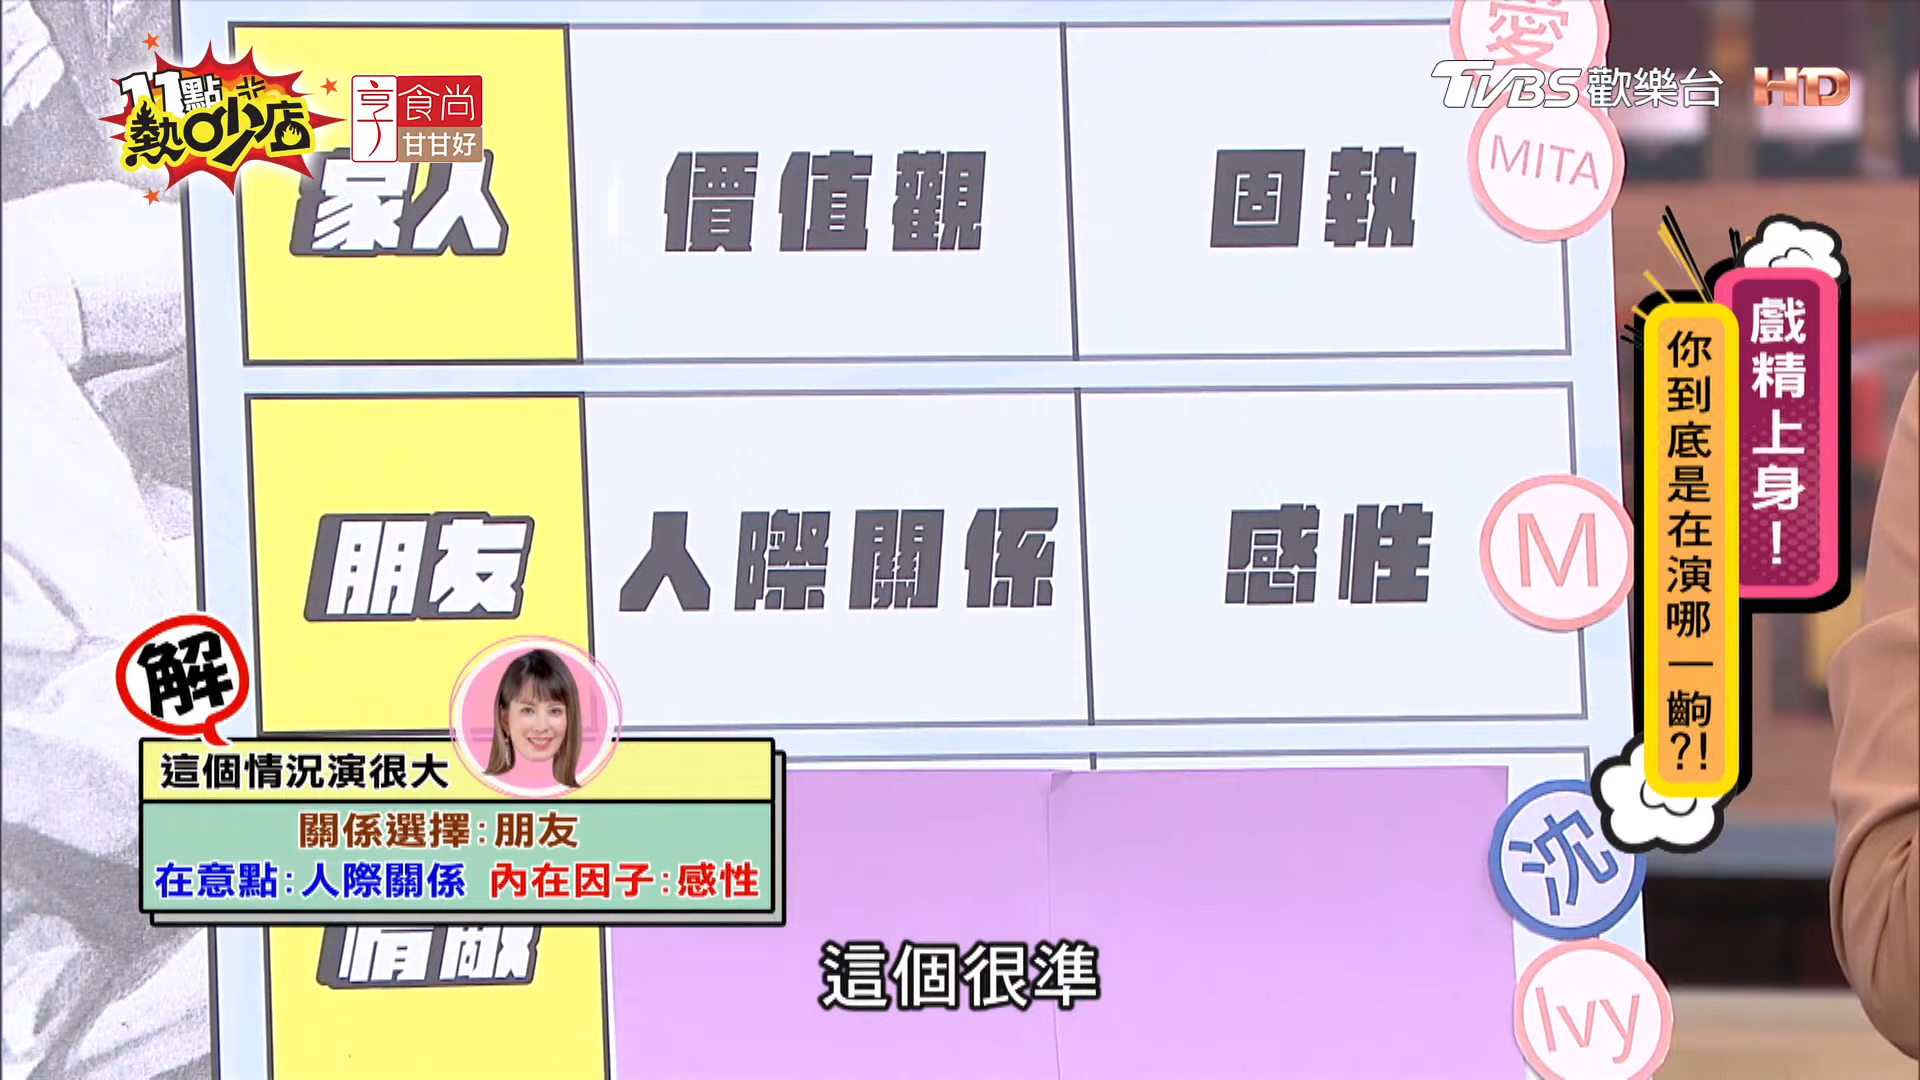 11點
熱吵店
享
食尚
甘甘好
TVBS歡樂台 HD
愛
MITA
家人 價值觀 固執
朋友 人際關係 感性
M
戲精上身！
你到底是在演哪一齣?!
解
這個情況演很大
關係選擇:朋友
在意點:人際關係 內在因子:感性
情敵
沈
Ivy
這個很準